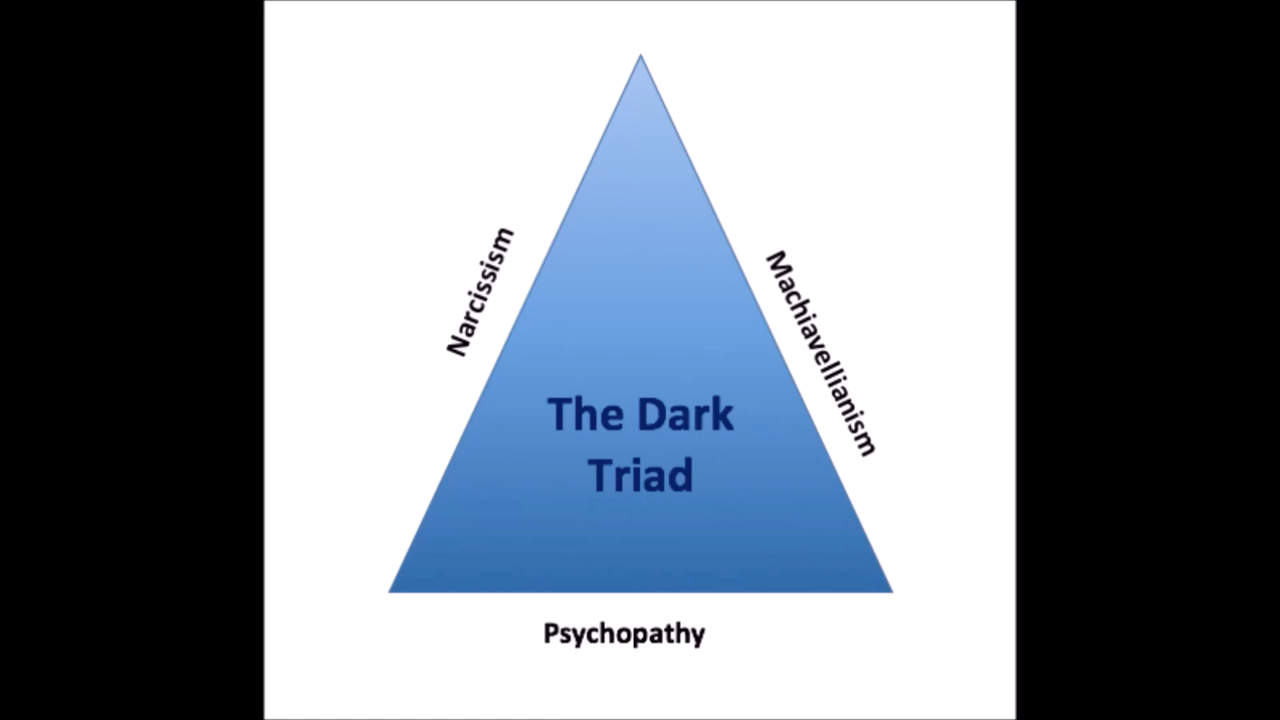 Narcissism
Machiavellianism
The Dark
Triad
Psychopathy